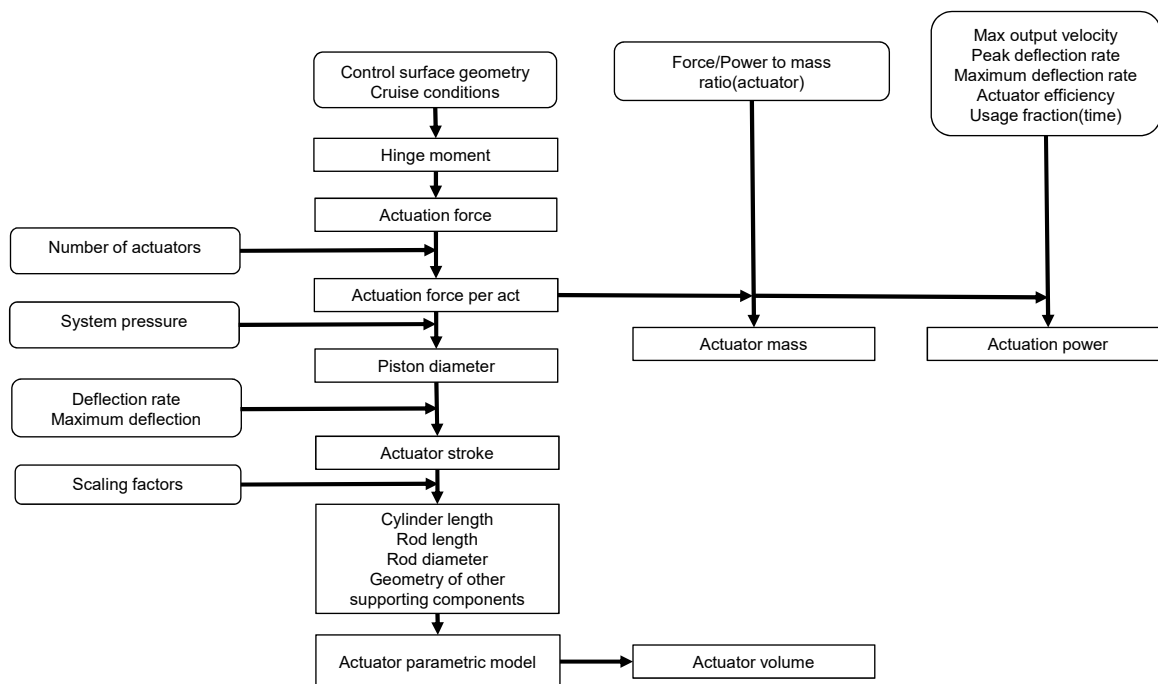 Max output velocity
Peak deflection rate
Maximum deflection rate
Actuator efficiency
Usage fraction(time)
Force/Power to mass
ratio(actuator)
Control surface geometry
Cruise conditions
Hinge moment
Actuation force
Number of actuators
Actuation force per act
System pressure
Actuator mass
Actuation power
Piston diameter
Deflection rate
Maximum deflection
Actuator stroke
Scaling factors
Cylinder length
Rod length
Rod diameter
Geometry of other
supporting components
Actuator parametric model
Actuator volume